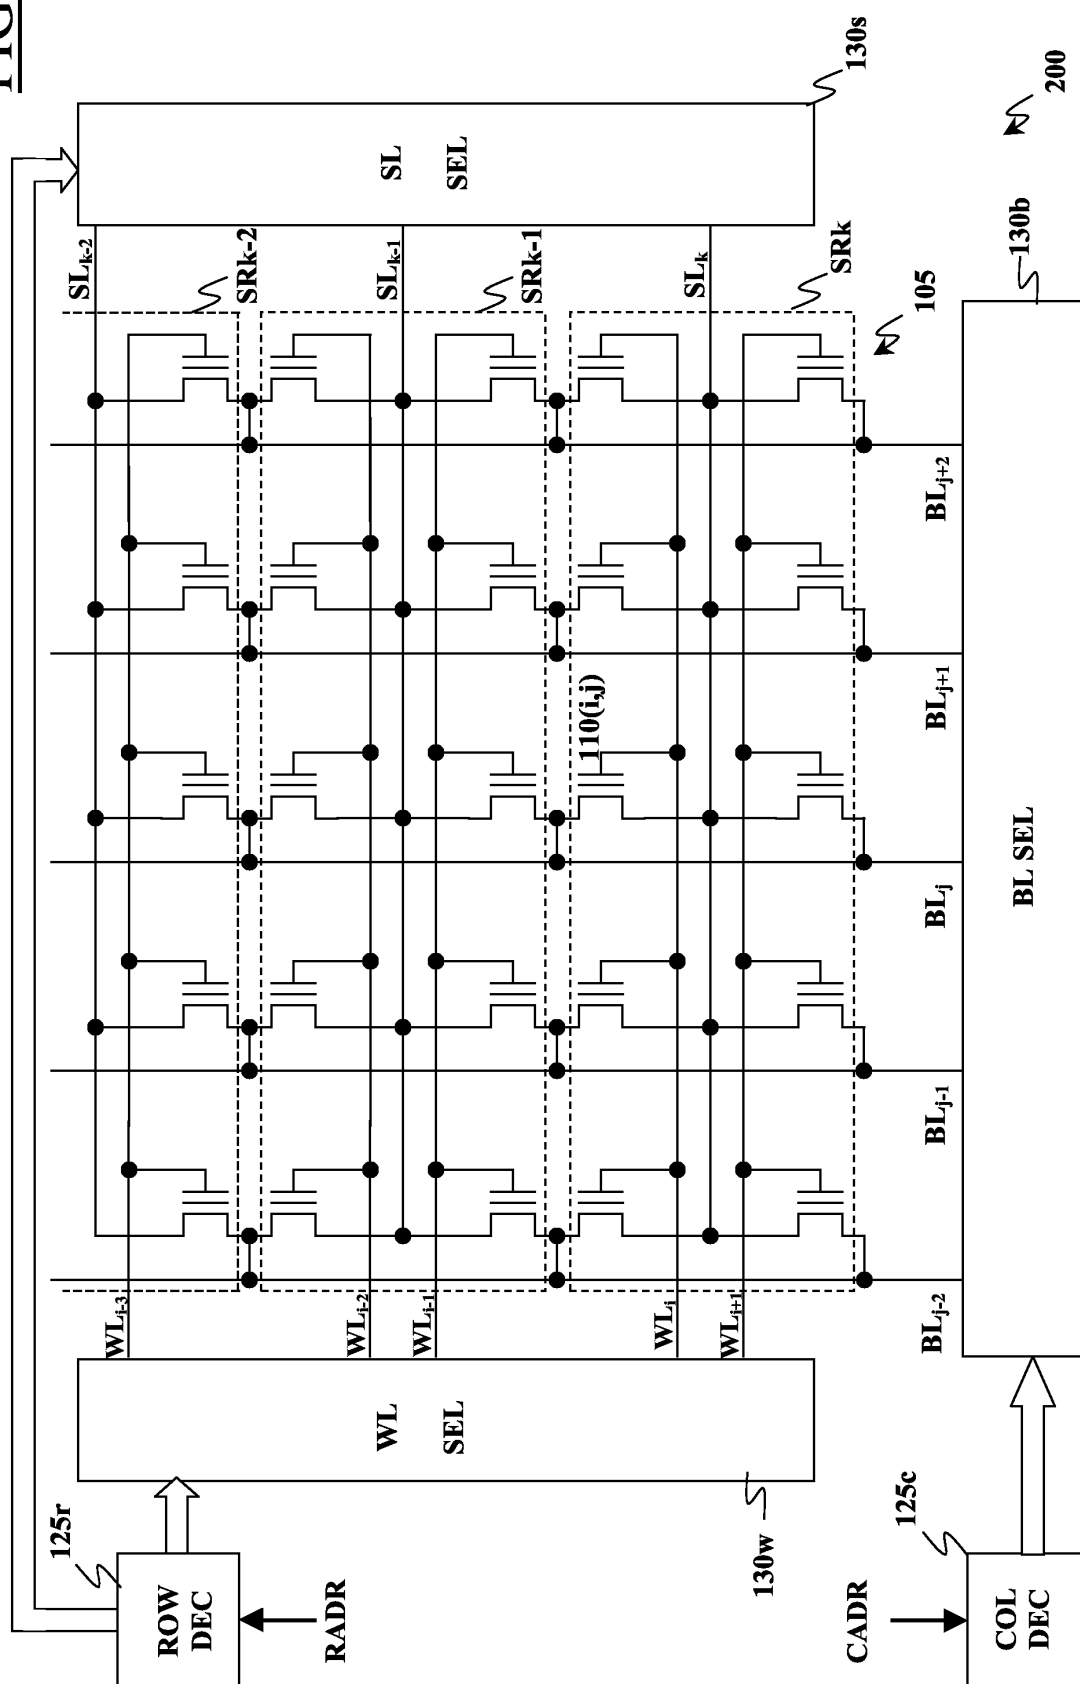 FIG
130s
200
SL
SEL
SLk-2
SRk-2
SLk-1
SRk-1
SLk
SRk
105
130b
BLj+2
BLj+1
110(i,j)
BLj
BL SEL
BLj-1
BLj-2
WLi-3
WLi-2
WLi-1
WLi
WLi+1
WL
SEL
125r
130w
125c
ROW
DEC
RADR
CADR
COL
DEC